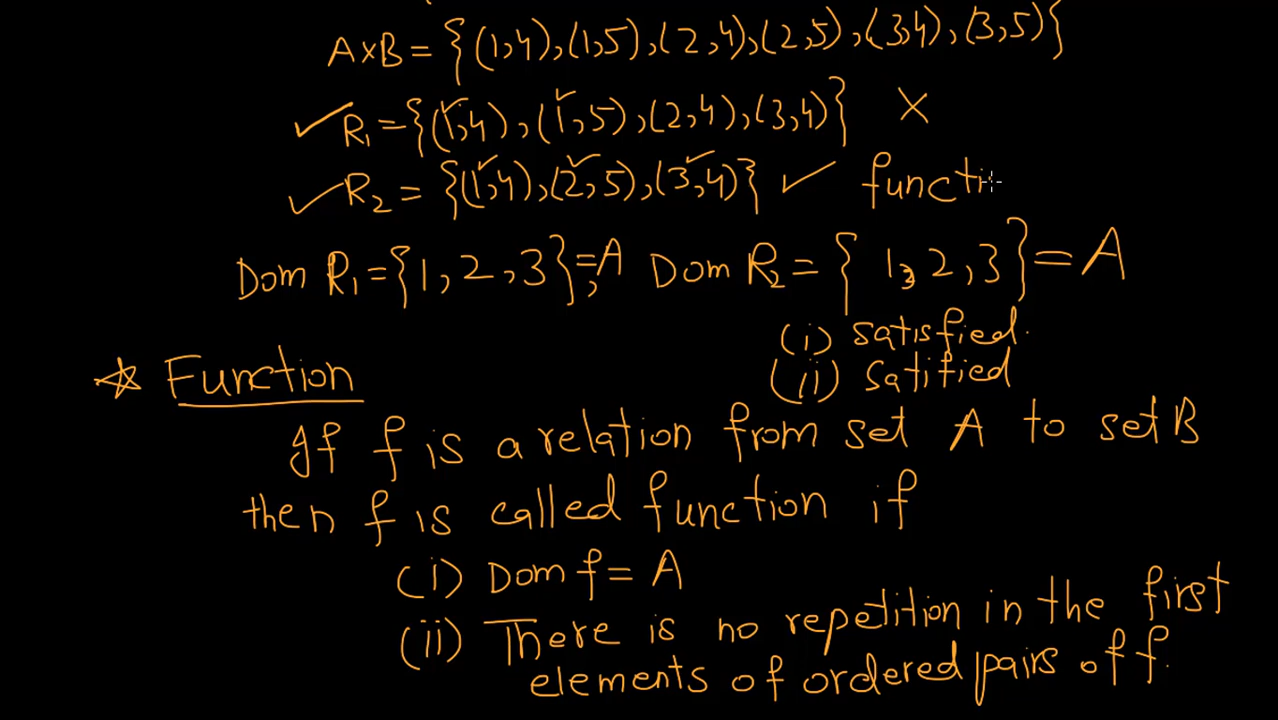 AxB = {(1,4),(1,5),(2,4),(2,5),(3,4),(3,5)}
✓ R₁ = {(1,4),(1,5),(2,4),(3,4)} X
✓ R₂ = {(1,4),(2,5),(3,4)} ✓ functi
Dom R₁ = {1,2,3} = A, Dom R₂ = {1,2,3} = A
(i) satisfied.
(ii) satified
☆ Function
If f is a relation from set A to set B
then f is called function if
(i) Dom f = A
(ii) There is no repetition in the first
elements of ordered pairs of f.